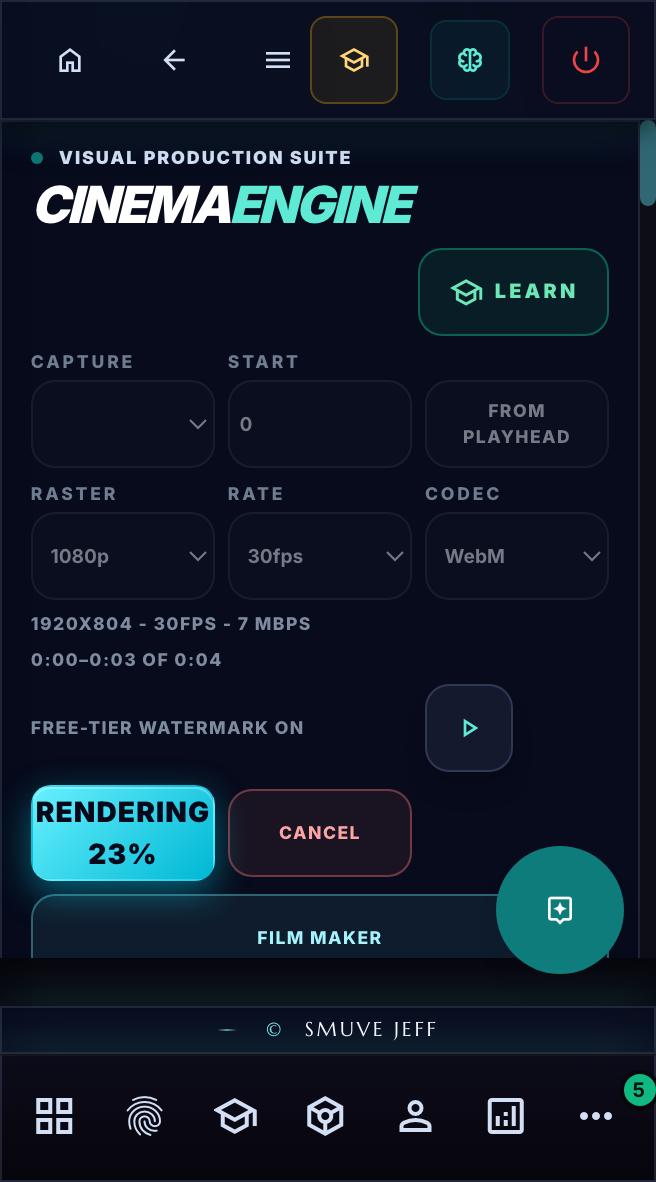 VISUAL PRODUCTION SUITE
CINEMAENGINE
LEARN
CAPTURE START
0 FROM PLAYHEAD
RASTER RATE CODEC
1080p 30fps WebM
1920X804 - 30FPS - 7 MBPS
0:00–0:03 OF 0:04
FREE-TIER WATERMARK ON
RENDERING
23%
CANCEL
FILM MAKER
— © SMUVE JEFF
5